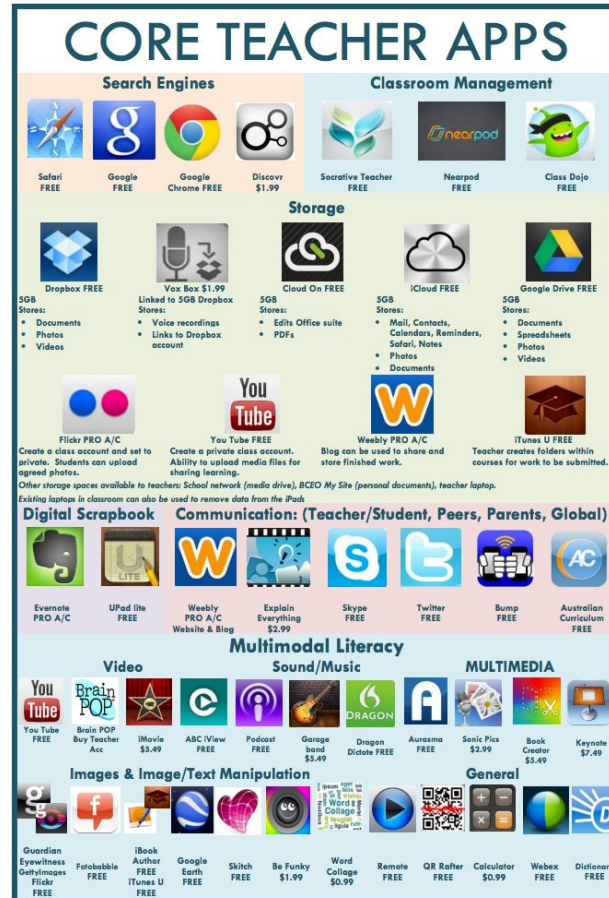 CORE TEACHER APPS
Search Engines
Classroom Management
g
nearpod
Safari
FREE
Google
FREE
Google
Chrome FREE
Discovr
$1.99
Socrative Teacher
FREE
Nearpod
FREE
Class Dojo
FREE
Storage
Dropbox FREE
5GB
Stores:
• Documents
• Photos
• Videos
Vox Box $1.99
Linked to 5GB Dropbox
Stores:
• Voice recordings
• Links to Dropbox
account
Cloud On FREE
5GB
Stores:
• Edits Office suite
• PDFs
iCloud FREE
5GB
Stores:
• Mail, Contacts,
Calendars, Reminders,
Safari, Notes
• Photos
• Documents
Google Drive FREE
5GB
Stores:
• Documents
• Spreadsheets
• Photos
• Videos
Flickr PRO A/C
Create a class account and set to
private. Students can upload
agreed photos.
You
Tube
You Tube FREE
Create a private class account.
Ability to upload media files for
sharing learning.
W
Weebly PRO A/C
Blog can be used to share and
store finished work.
iTunes U FREE
Teacher creates folders within
courses for work to be submitted.
Other storage spaces available to teachers: School network (media drive), BCEO My Site (personal documents), teacher laptop.
Existing laptops in classroom can also be used to remove data from the iPads
Digital Scrapbook
Communication: (Teacher/Student, Peers, Parents, Global)
U
LITE
W
S
t
AC
Evernote
PRO A/C
UPad lite
FREE
Weebly
PRO A/C
Website & Blog
Explain
Everything
$2.99
Skype
FREE
Twitter
FREE
Bump
FREE
Australian
Curriculum
FREE
Multimodal Literacy
Video
Sound/Music
MULTIMEDIA
You
Tube
Brain
POP
DRAGON
A
You Tube
FREE
Brain POP
Buy Teacher
Acc
iMovie
$5.49
ABC iView
FREE
Podcast
FREE
Garage
band
$5.49
Dragon
Dictate FREE
Aurasma
FREE
Sonic Pics
$2.99
Book
Creator
$5.49
Keynote
$7.49
Images & Image/Text Manipulation
General
ggg
f
Word
Collage
D
Guardian
Eyewitness
GettyImages
Flickr
FREE
Fotobabble
FREE
iBook
Author
FREE
iTunes U
FREE
Google
Earth
FREE
Skitch
FREE
Be Funky
$1.99
Word
Collage
$0.99
Remote
FREE
QR Rafter
FREE
Calculator
$0.99
Webex
FREE
Dictionar
FREE